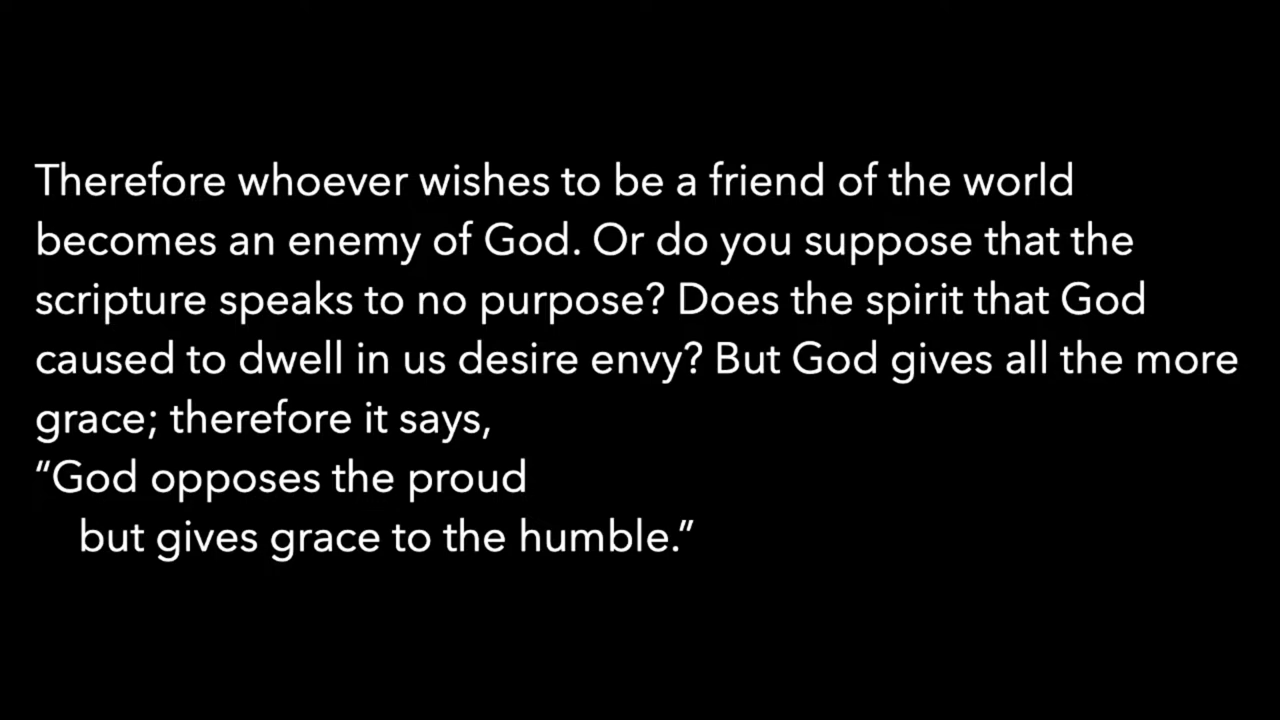 Therefore whoever wishes to be a friend of the world
becomes an enemy of God. Or do you suppose that the
scripture speaks to no purpose? Does the spirit that God
caused to dwell in us desire envy? But God gives all the more
grace; therefore it says,
“God opposes the proud
but gives grace to the humble.”